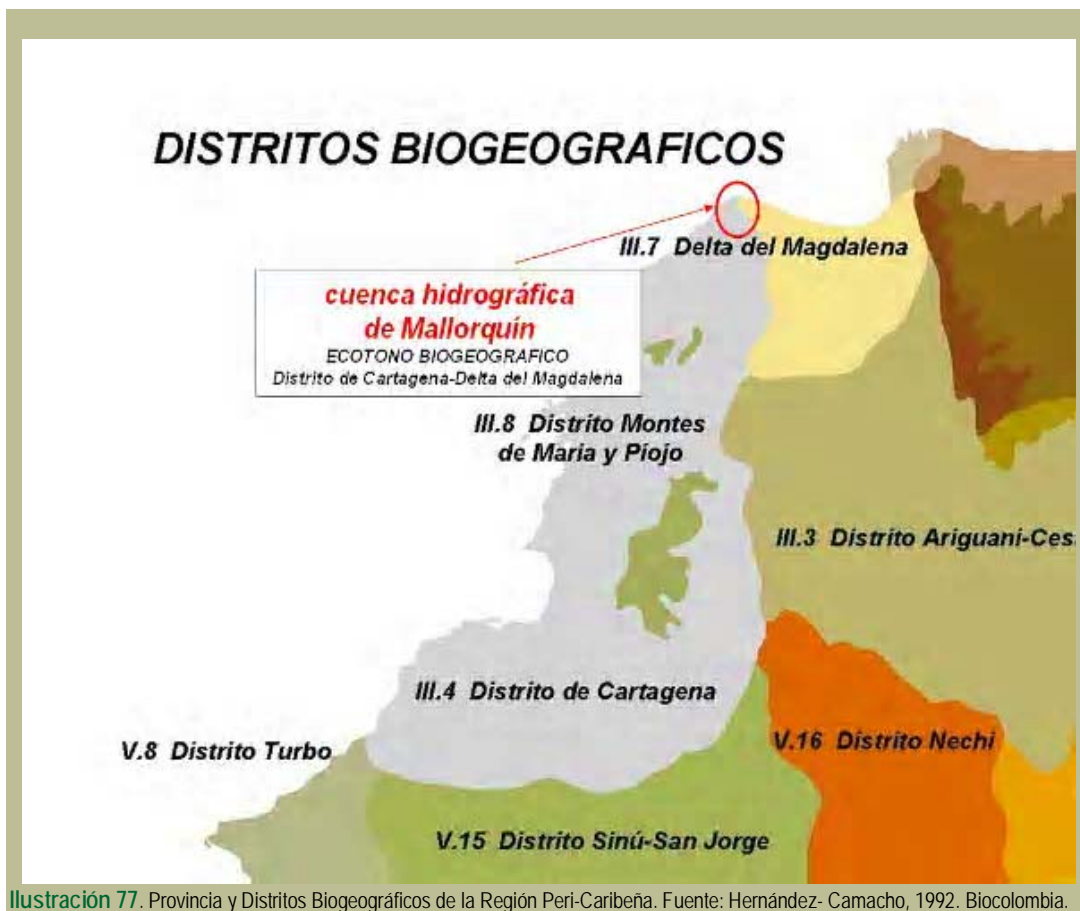 DISTRITOS BIOGEOGRAFICOS
III.7 Delta del Magdalena
cuenca hidrográfica
de Mallorquín
ECOTONO BIOGEOGRAFICO
Distrito de Cartagena-Delta del Magdalena
III.8 Distrito Montes
de Maria y Piojo
III.3 Distrito Ariguani-Ces
III.4 Distrito de Cartagena
V.8 Distrito Turbo
V.16 Distrito Nechi
V.15 Distrito Sinú-San Jorge
Ilustración 77. Provincia y Distritos Biogeográficos de la Región Peri-Caribeña. Fuente: Hernández- Camacho, 1992. Biocolombia.